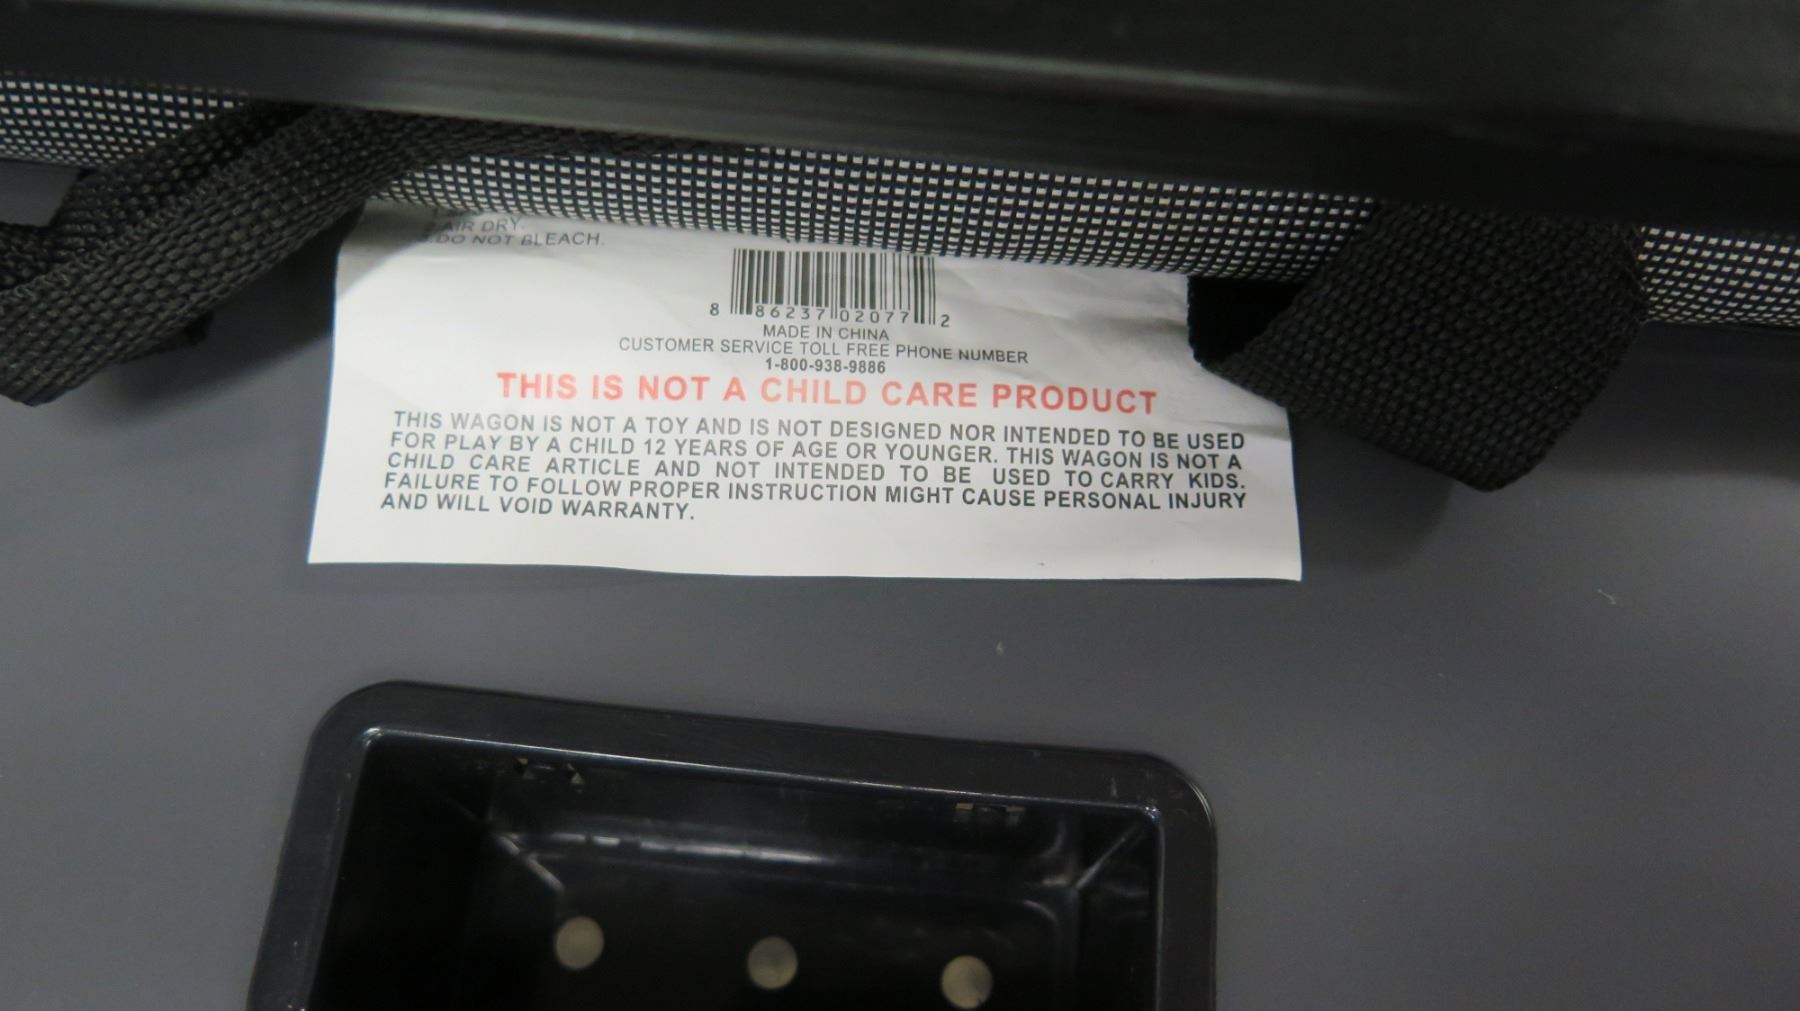 AIR DRY.
DO NOT BLEACH.
8 86237 02077 2
MADE IN CHINA
CUSTOMER SERVICE TOLL FREE PHONE NUMBER
1-800-938-9886
THIS IS NOT A CHILD CARE PRODUCT
THIS WAGON IS NOT A TOY AND IS NOT DESIGNED NOR INTENDED TO BE USED
FOR PLAY BY A CHILD 12 YEARS OF AGE OR YOUNGER. THIS WAGON IS NOT A
CHILD CARE ARTICLE AND NOT INTENDED TO BE USED TO CARRY KIDS.
FAILURE TO FOLLOW PROPER INSTRUCTION MIGHT CAUSE PERSONAL INJURY
AND WILL VOID WARRANTY.